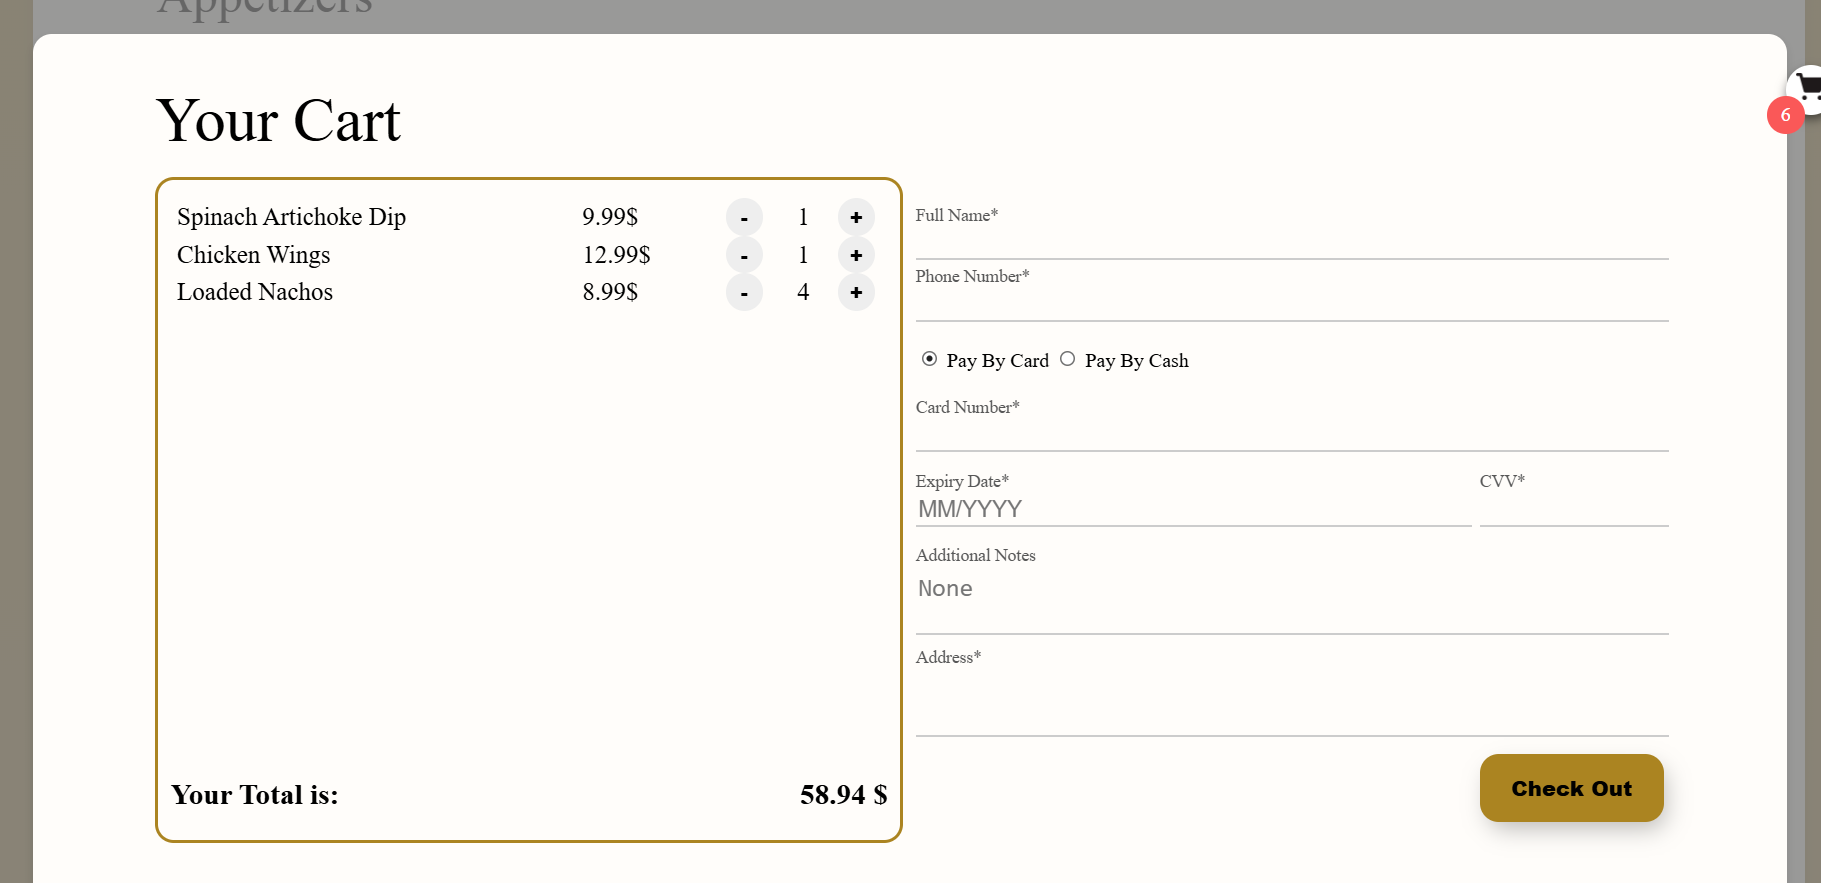 Appetizers
Your Cart
6
Spinach Artichoke Dip 9.99$ - 1 +
Chicken Wings 12.99$ - 1 +
Loaded Nachos 8.99$ - 4 +
Your Total is: 58.94 $
Full Name*
Phone Number*
Pay By Card Pay By Cash
Card Number*
Expiry Date* CVV*
MM/YYYY
Additional Notes
None
Address*
Check Out